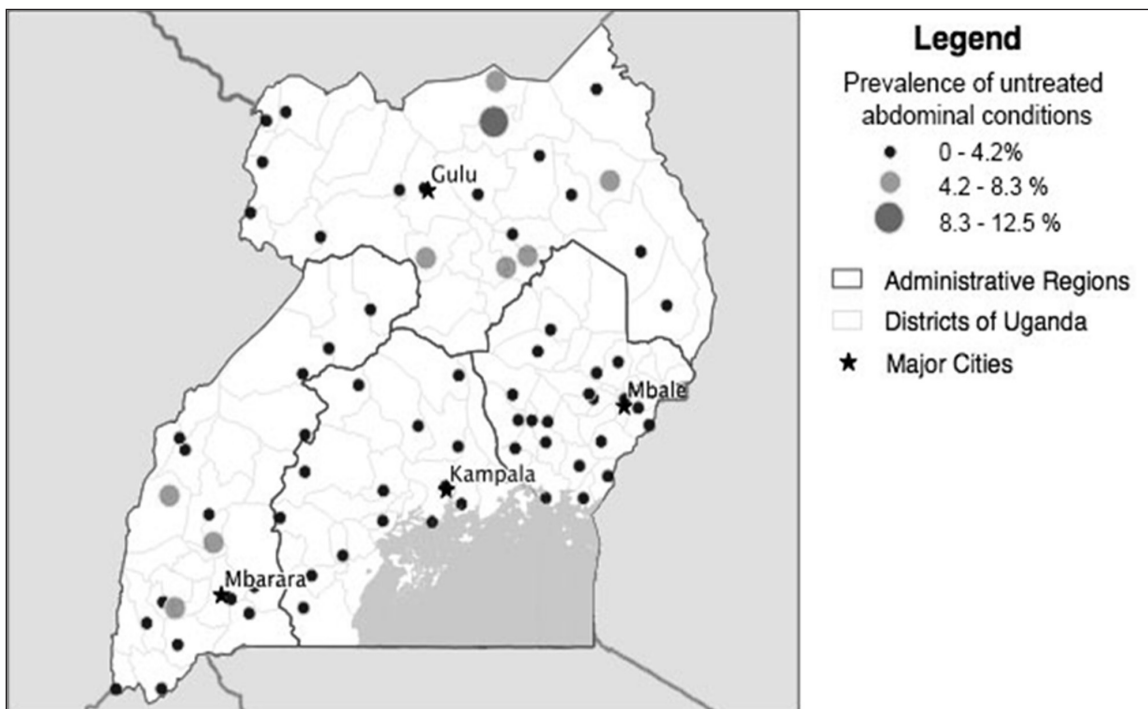 Legend
Prevalence of untreated
abdominal conditions
0 - 4.2%
4.2 - 8.3 %
8.3 - 12.5 %
Administrative Regions
Districts of Uganda
Major Cities
Gulu
Mbale
Kampala
Mbarara